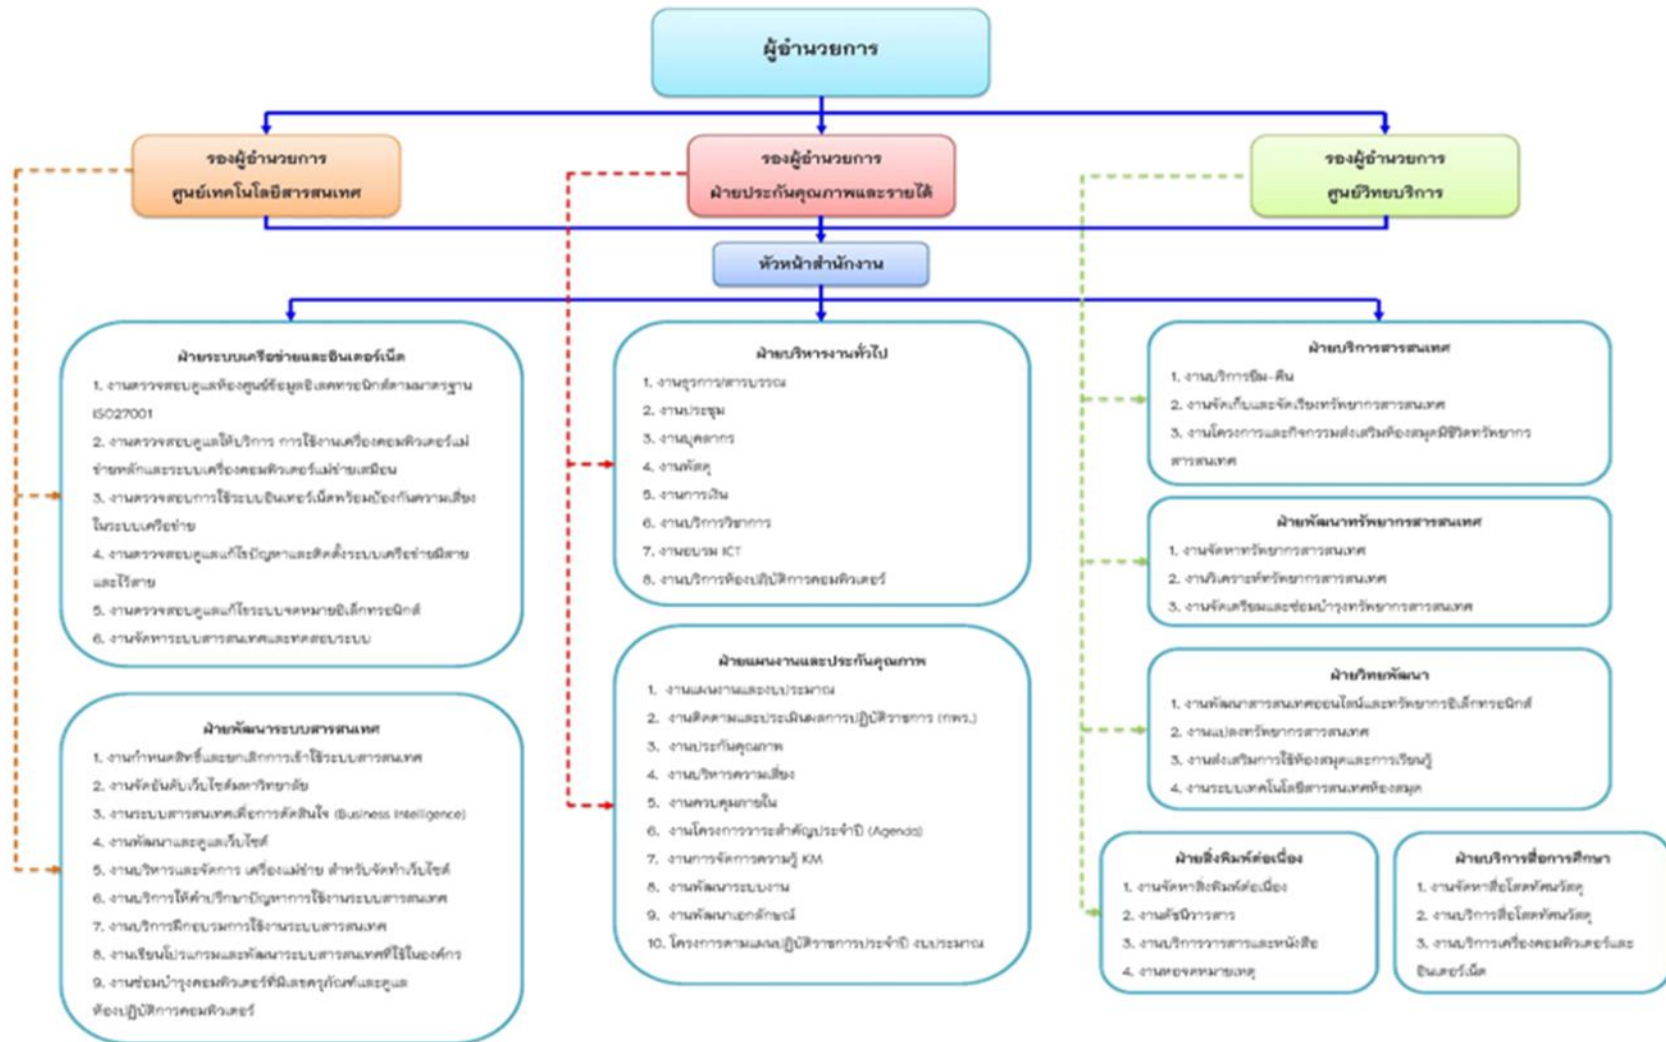 ผู้อำนวยการ
รองผู้อำนวยการ
ศูนย์เทคโนโลยีสารสนเทศ
รองผู้อำนวยการ
ฝ่ายประกันคุณภาพและรายได้
รองผู้อำนวยการ
ศูนย์วิทยบริการ
หัวหน้าสำนักงาน
ฝ่ายระบบเครือข่ายและอินเตอร์เน็ต
1. งานตรวจสอบดูแลห้องศูนย์ข้อมูลอิเลคทรอนิกส์ตามมาตรฐาน
ISO27001
2. งานตรวจสอบดูแลให้บริการ การใช้งานเครื่องคอมพิวเตอร์แม่
ข่ายหลักและระบบเครื่องคอมพิวเตอร์แม่ข่ายเสมือน
3. งานตรวจสอบการใช้ระบบอินเทอร์เน็ตพร้อมป้องกันความเสี่ยง
ในระบบเครือข่าย
4. งานตรวจสอบดูแลแก้ไขปัญหาและติดตั้งระบบเครือข่ายมีสาย
และไร้สาย
5. งานตรวจสอบดูแลแก้ไขระบบจดหมายอิเล็กทรอนิกส์
6. งานจัดหาระบบสารสนเทศและทดสอบระบบ
ฝ่ายพัฒนาระบบสารสนเทศ
1. งานกำหนดสิทธิ์และยกเลิกการเข้าใช้ระบบสารสนเทศ
2. งานจัดอันดับเว็บไซต์มหาวิทยาลัย
3. งานระบบสารสนเทศเพื่อการตัดสินใจ (Business Intelligence)
4. งานพัฒนาและดูแลเว็บไซต์
5. งานบริหารและจัดการ เครื่องแม่ข่าย สำหรับจัดทำเว็บไซต์
6. งานบริการให้คำปรึกษาปัญหาการใช้งานระบบสารสนเทศ
7. งานบริการฝึกอบรมการใช้งานระบบสารสนเทศ
8. งานเขียนโปรแกรมและพัฒนาระบบสารสนเทศที่ใช้ในองค์กร
9. งานซ่อมบำรุงคอมพิวเตอร์ที่มีเลขครุภัณฑ์และดูแล
ห้องปฏิบัติการคอมพิวเตอร์
ฝ่ายบริหารงานทั่วไป
1. งานธุรการ/สารบรรณ
2. งานประชุม
3. งานบุคลากร
4. งานพัสดุ
5. งานการเงิน
6. งานบริการวิชาการ
7. งานอบรม ICT
8. งานบริการห้องปฏิบัติการคอมพิวเตอร์
ฝ่ายแผนงานและประกันคุณภาพ
1. งานแผนงานและงบประมาณ
2. งานติดตามและประเมินผลการปฏิบัติราชการ (กพร.)
3. งานประกันคุณภาพ
4. งานบริหารความเสี่ยง
5. งานควบคุมภายใน
6. งานโครงการวาระสำคัญประจำปี (Agenda)
7. งานการจัดการความรู้ KM
8. งานพัฒนาระบบงาน
9. งานพัฒนาเอกลักษณ์
10. โครงการตามแผนปฏิบัติราชการประจำปี งบประมาณ
ฝ่ายบริการสารสนเทศ
1. งานบริการยืม-คืน
2. งานจัดเก็บและจัดเรียงทรัพยากรสารสนเทศ
3. งานโครงการและกิจกรรมส่งเสริมห้องสมุดมีชีวิตทรัพยากร
สารสนเทศ
ฝ่ายพัฒนาทรัพยากรสารสนเทศ
1. งานจัดหาทรัพยากรสารสนเทศ
2. งานวิเคราะห์ทรัพยากรสารสนเทศ
3. งานจัดเตรียมและซ่อมบำรุงทรัพยากรสารสนเทศ
ฝ่ายวิทยพัฒนา
1. งานพัฒนาสารสนเทศออนไลน์และทรัพยากรอิเล็กทรอนิกส์
2. งานแปลงทรัพยากรสารสนเทศ
3. งานส่งเสริมการใช้ห้องสมุดและการเรียนรู้
4. งานระบบเทคโนโลยีสารสนเทศห้องสมุด
ฝ่ายสิ่งพิมพ์ต่อเนื่อง
1. งานจัดหาสิ่งพิมพ์ต่อเนื่อง
2. งานดัชนีวารสาร
3. งานบริการวารสารและหนังสือ
4. งานหอจดหมายเหตุ
ฝ่ายบริการสื่อการศึกษา
1. งานจัดหาสื่อโสตทัศนวัสดุ
2. งานบริการสื่อโสตทัศนวัสดุ
3. งานบริการเครื่องคอมพิวเตอร์และ
อินเตอร์เน็ต